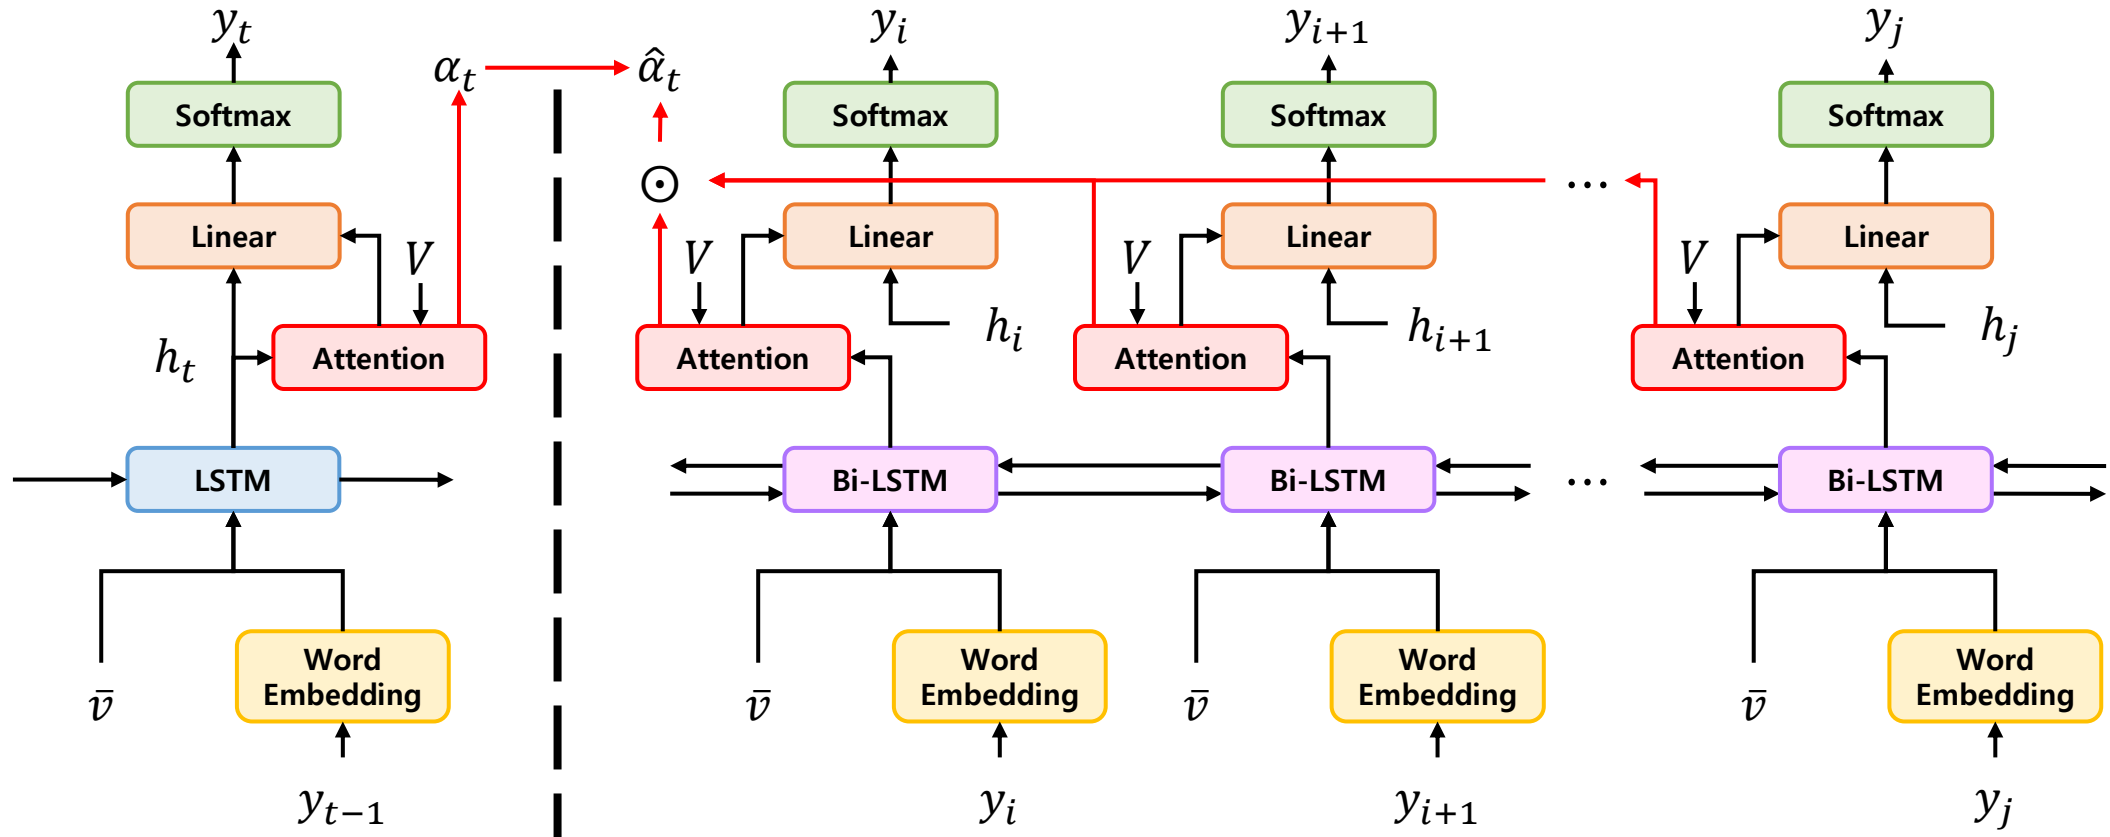 y_t
α_t
α̂_t
y_i
y_{i+1}
y_j
Softmax
Softmax
Softmax
Softmax
⊙
...
Linear
V
V
Linear
V
Linear
V
Linear
h_t
Attention
Attention
h_i
Attention
h_{i+1}
Attention
h_j
LSTM
Bi-LSTM
Bi-LSTM
...
Bi-LSTM
v̄
Word
Embedding
v̄
Word
Embedding
v̄
Word
Embedding
v̄
Word
Embedding
y_{t−1}
y_i
y_{i+1}
y_j